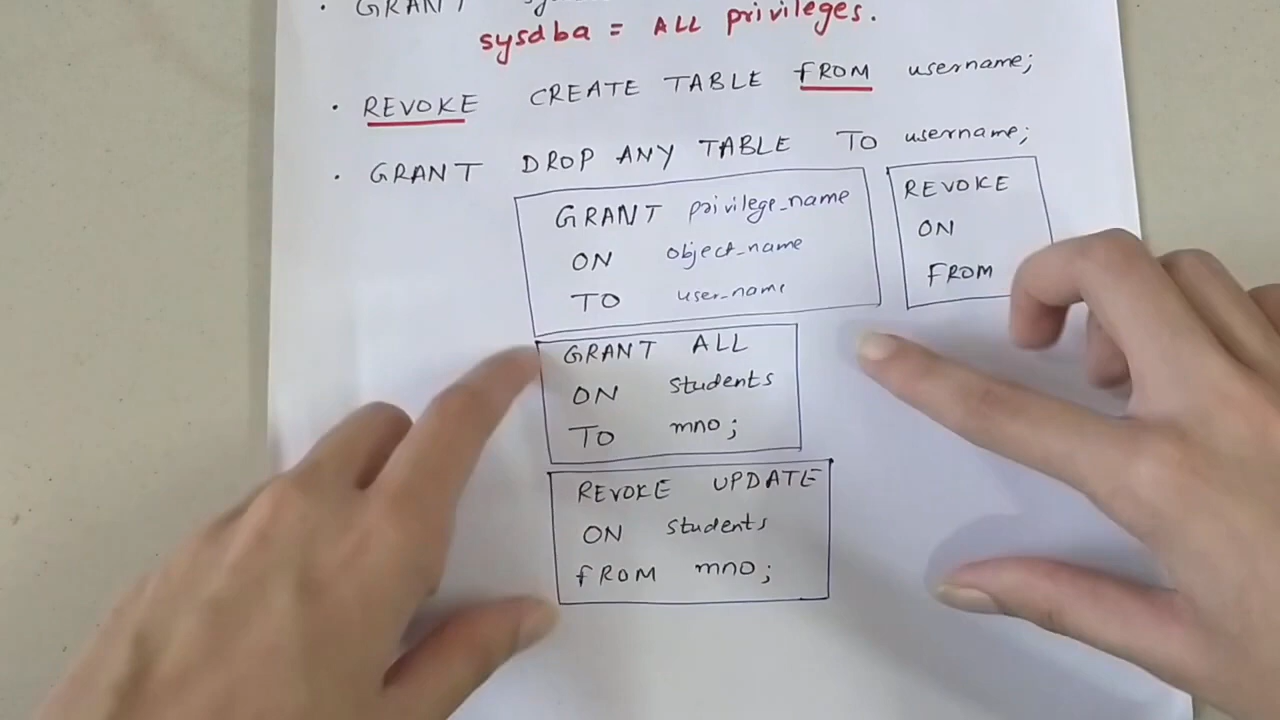 · GRANT
sysdba = ALL privileges.
· REVOKE CREATE TABLE FROM username;
· GRANT DROP ANY TABLE TO username;
GRANT privilege_name
ON object_name
TO user_name
REVOKE
ON
FROM
GRANT ALL
ON students
TO mno;
REVOKE UPDATE
ON students
FROM mno;